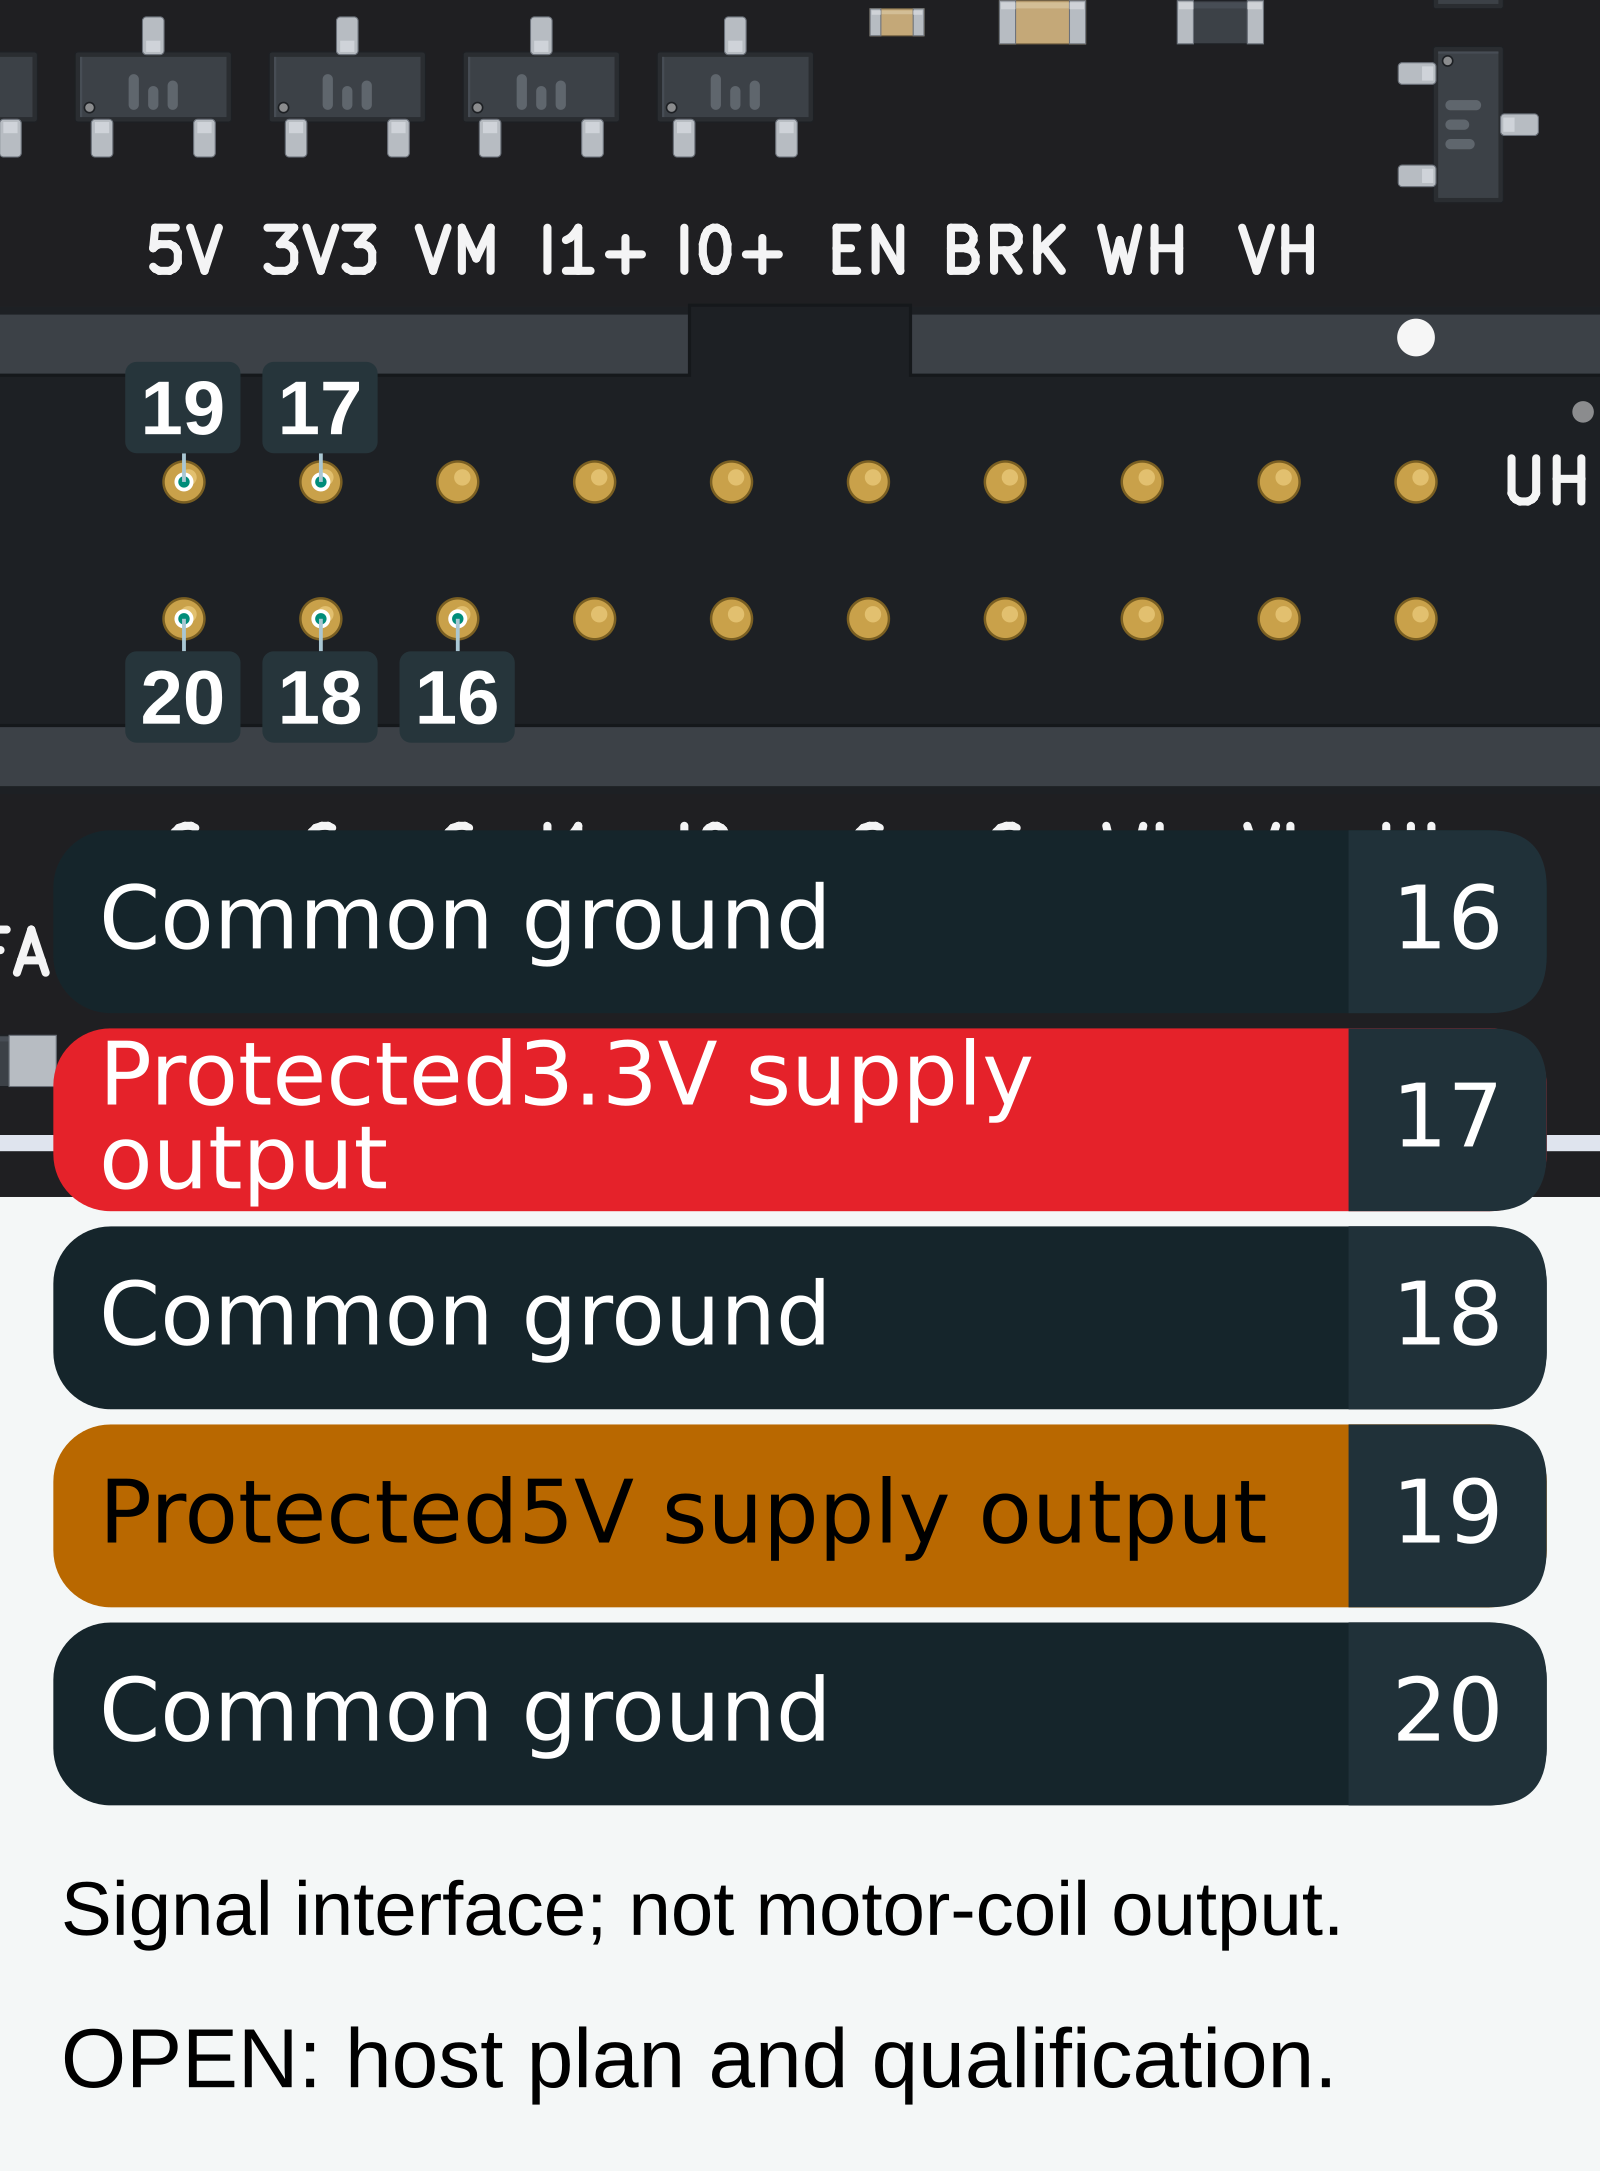 5V 3V3 VM I1+ I0+ EN BRK WH VH
19 17
UH
20 18 16
FA
Common ground 16
Protected3.3V supply
output
17
Common ground 18
Protected5V supply output 19
Common ground 20
Signal interface; not motor-coil output.
OPEN: host plan and qualification.